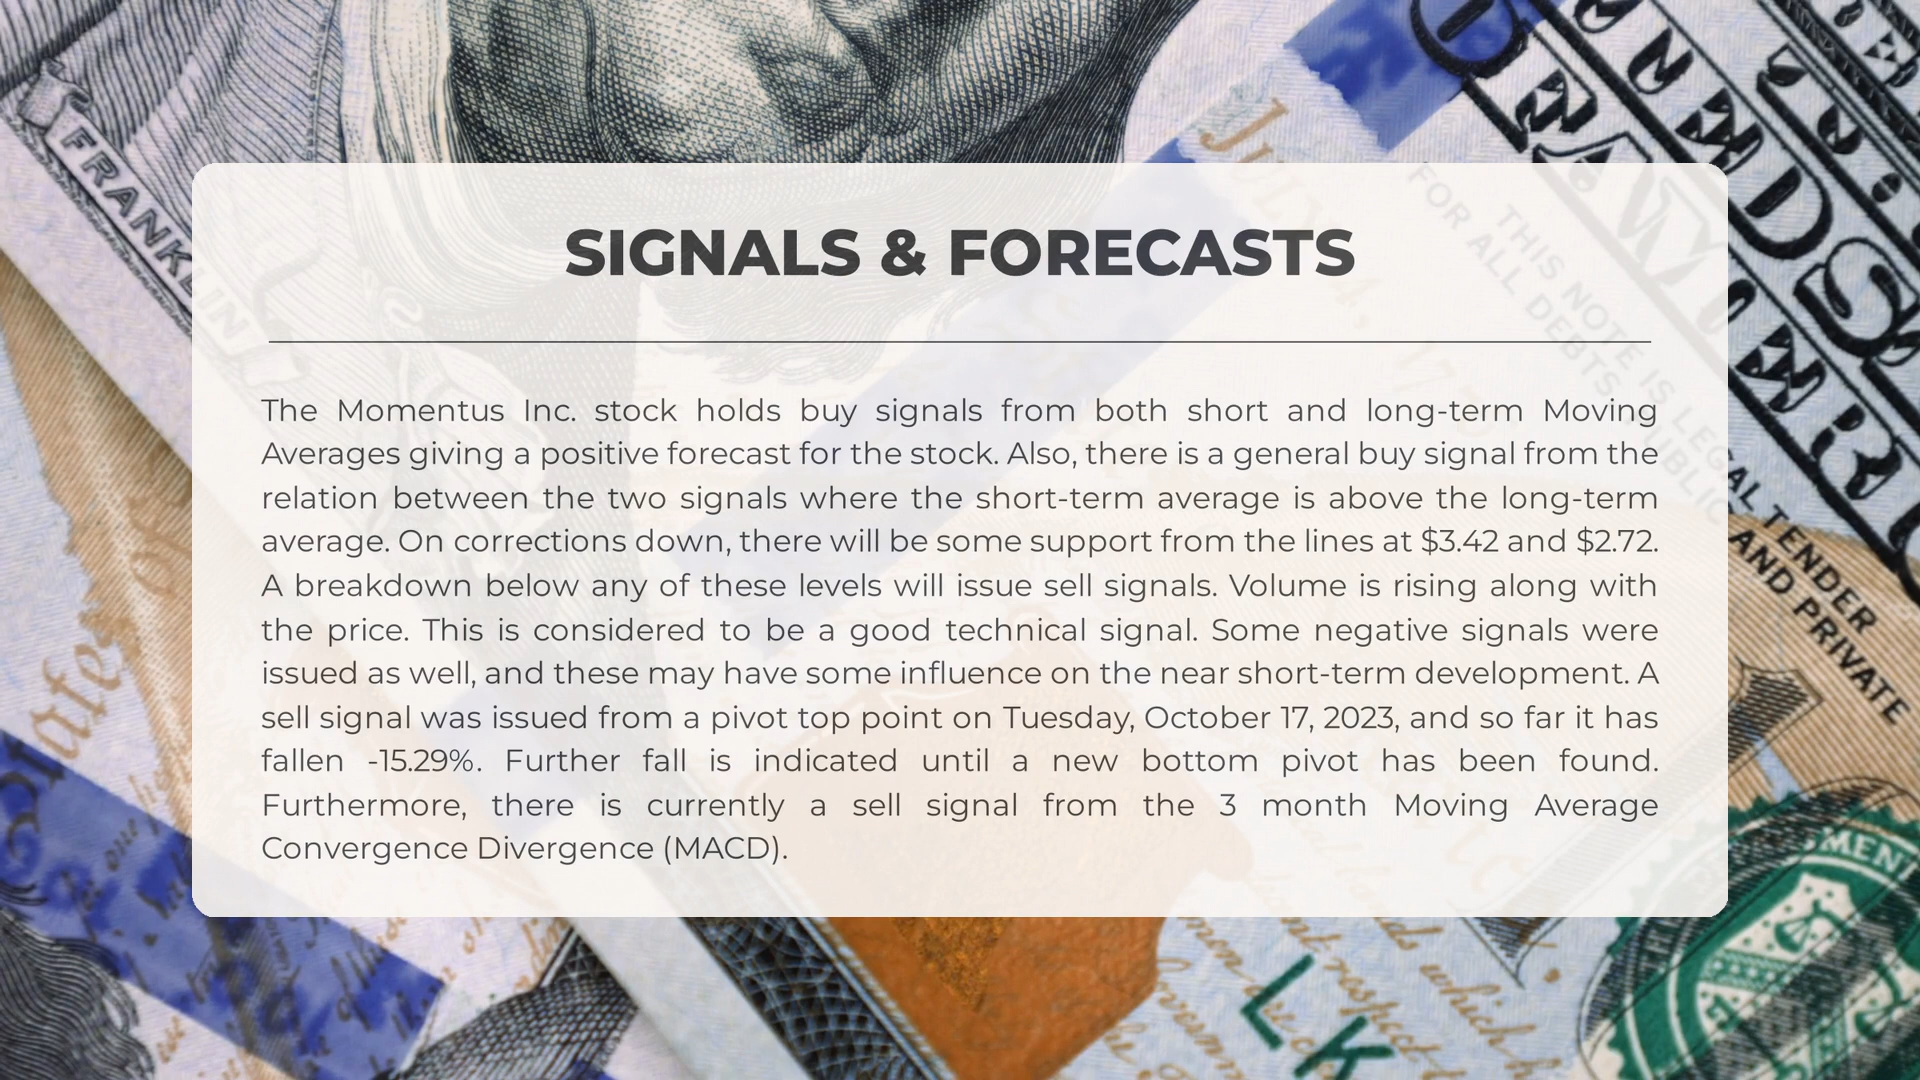 FRANKLIN
JULY 4, 1776
THIS NOTE IS LEGAL TENDER
FOR ALL DEBTS PUBLIC AND PRIVATE
SIGNALS & FORECASTS
The Momentus Inc. stock holds buy signals from both short and long-term Moving
Averages giving a positive forecast for the stock. Also, there is a general buy signal from the
relation between the two signals where the short-term average is above the long-term
average. On corrections down, there will be some support from the lines at $3.42 and $2.72.
A breakdown below any of these levels will issue sell signals. Volume is rising along with
the price. This is considered to be a good technical signal. Some negative signals were
issued as well, and these may have some influence on the near short-term development. A
sell signal was issued from a pivot top point on Tuesday, October 17, 2023, and so far it has
fallen -15.29%. Further fall is indicated until a new bottom pivot has been found.
Furthermore, there is currently a sell signal from the 3 month Moving Average
Convergence Divergence (MACD).
L K